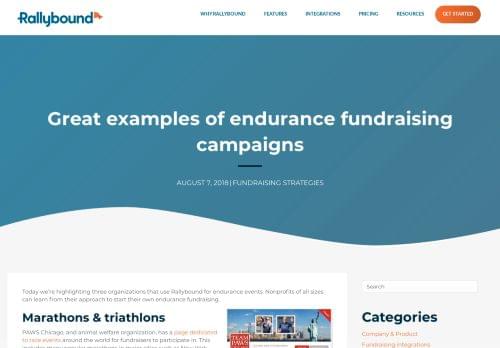 Rallybound
WHY RALLYBOUND
FEATURES
INTEGRATIONS
PRICING
RESOURCES
GET STARTED
Great examples of endurance fundraising
campaigns
AUGUST 7, 2018 | FUNDRAISING STRATEGIES
Today we're highlighting three organizations that use Rallybound for endurance events. Nonprofits of all sizes
can learn from their approach to start their own endurance fundraising.
Marathons & triathlons
PAWS Chicago, and animal welfare organization, has a page dedicated
to race events around the world for fundraisers to participate in. This
TEAM
PAWS
Search
Categories
Company & Product
Fundraising integrations